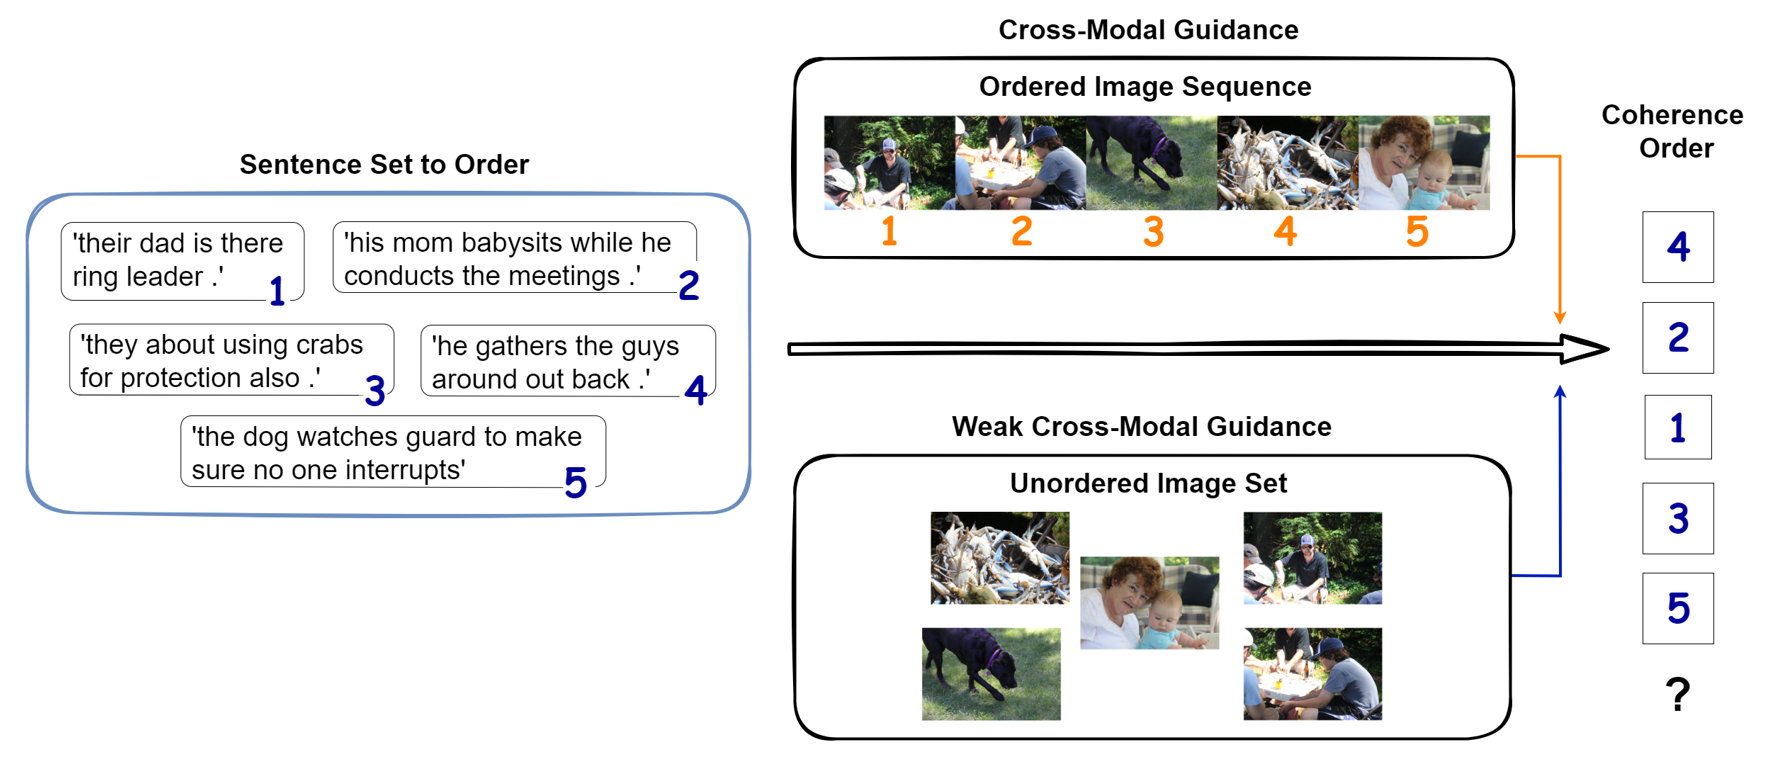 Sentence Set to Order
'their dad is there
ring leader .'
1
'his mom babysits while he
conducts the meetings .'
2
'they about using crabs
for protection also .'
3
'he gathers the guys
around out back .'
4
'the dog watches guard to make
sure no one interrupts'
5
Cross-Modal Guidance
Ordered Image Sequence
1 2 3 4 5
Weak Cross-Modal Guidance
Unordered Image Set
Coherence
Order
4
2
1
3
5
?